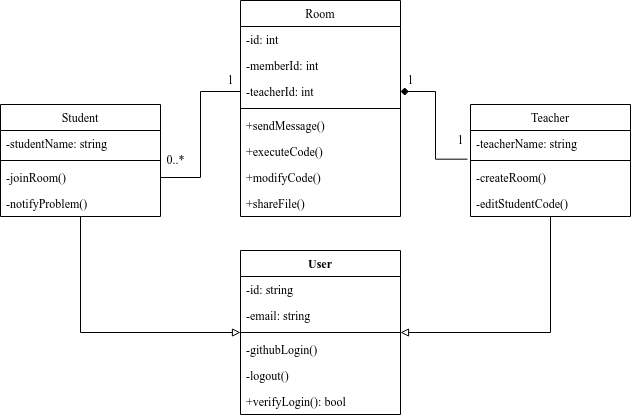 Room
-id: int
-memberId: int
-teacherId: int
+sendMessage()
+executeCode()
+modifyCode()
+shareFile()
1
1
Student
-studentName: string
-joinRoom()
-notifyProblem()
0..*
1
Teacher
-teacherName: string
-createRoom()
-editStudentCode()
User
-id: string
-email: string
-githubLogin()
-logout()
+verifyLogin(): bool